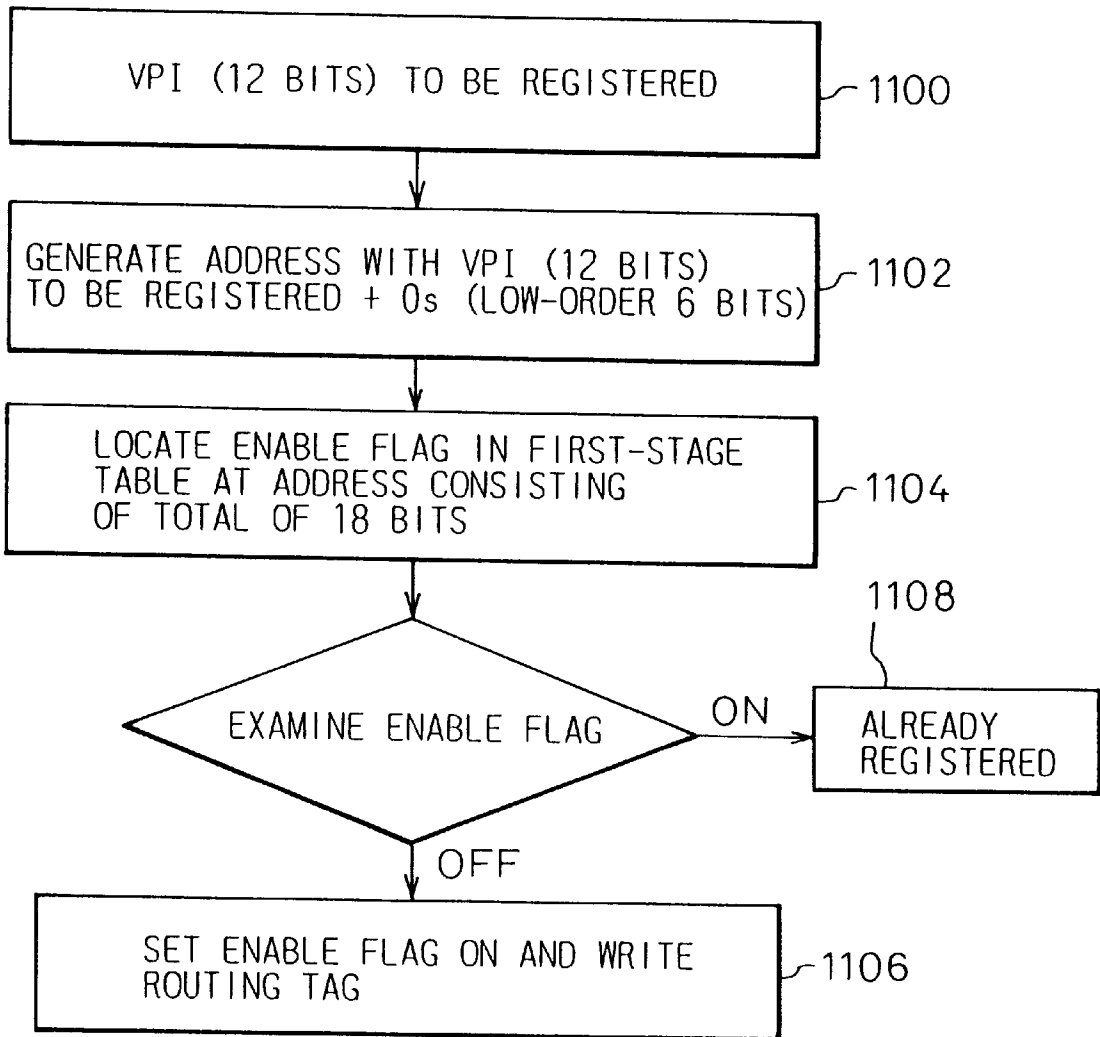 VPI (12 BITS) TO BE REGISTERED
1100
GENERATE ADDRESS WITH VPI (12 BITS)
TO BE REGISTERED + 0s (LOW-ORDER 6 BITS)
1102
LOCATE ENABLE FLAG IN FIRST-STAGE
TABLE AT ADDRESS CONSISTING
OF TOTAL OF 18 BITS
1104
EXAMINE ENABLE FLAG
ON
1108
ALREADY
REGISTERED
OFF
SET ENABLE FLAG ON AND WRITE
ROUTING TAG
1106